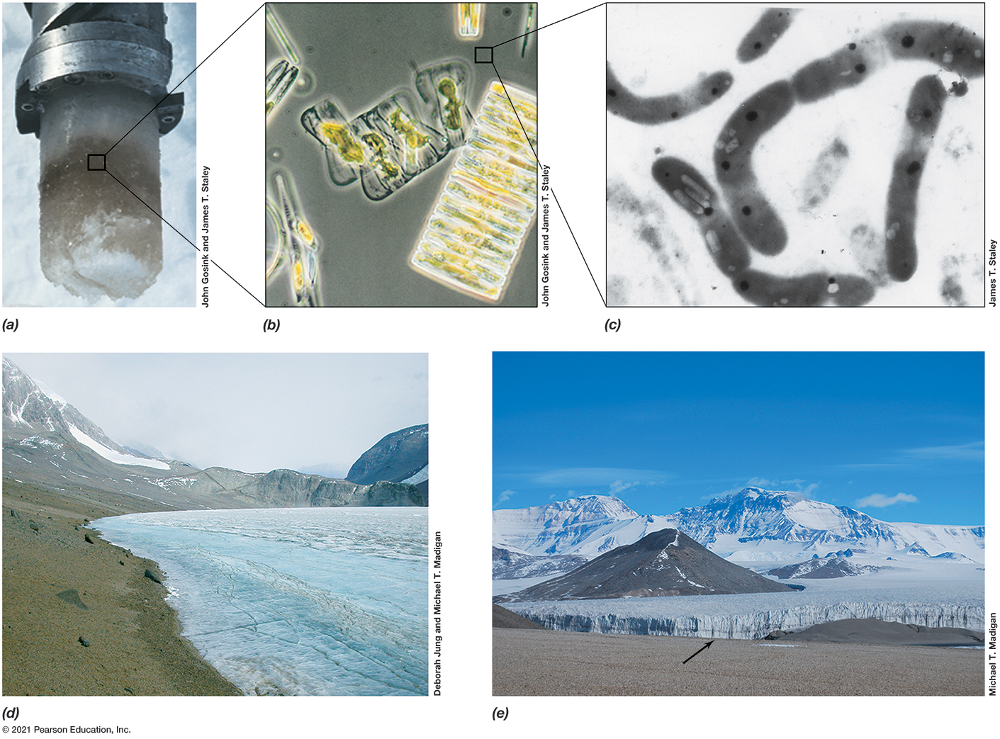 John Gosink and James T. Staley
John Gosink and James T. Staley
James T. Staley
(a)
(b)
(c)
Deborah Jung and Michael T. Madigan
Michael T. Madigan
(d)
(e)
© 2021 Pearson Education, Inc.